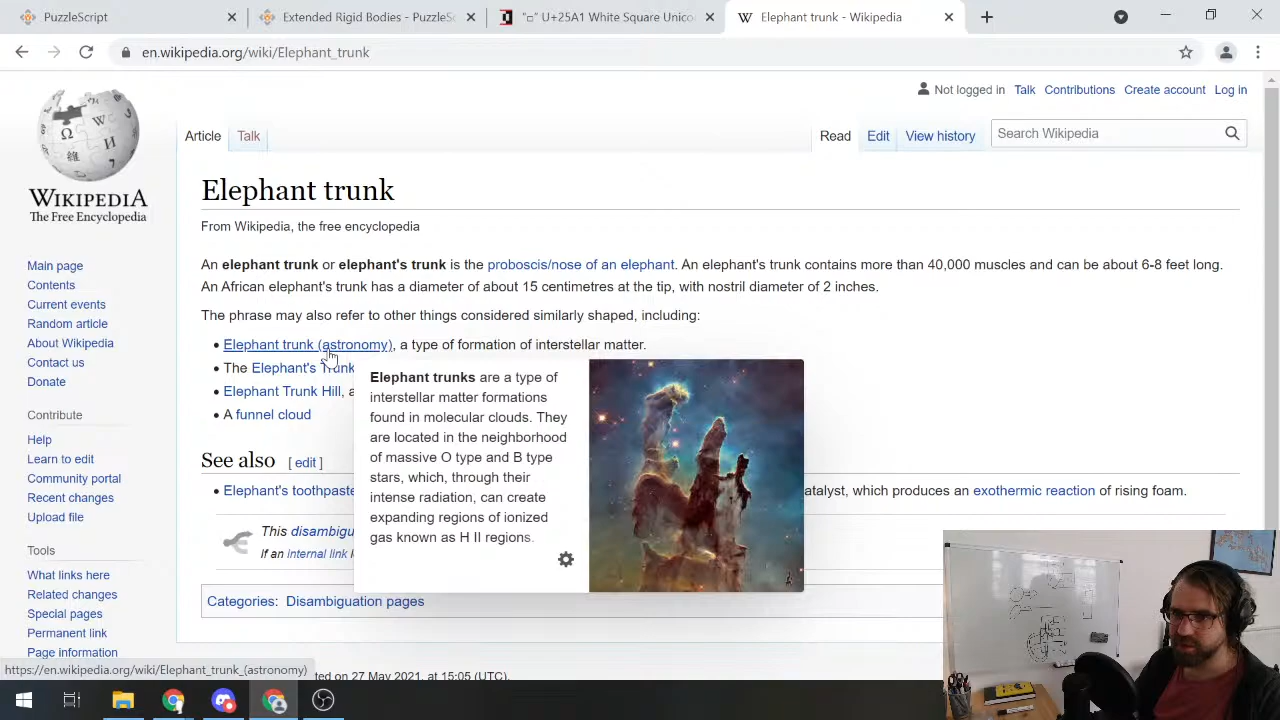 PuzzleScript
Extended Rigid Bodies - PuzzleSc
"□" U+25A1 White Square Unico
Elephant trunk - Wikipedia
en.wikipedia.org/wiki/Elephant_trunk
Not logged in Talk Contributions Create account Log in
Article Talk
Read Edit View history Search Wikipedia
WIKIPEDIA
The Free Encyclopedia
Main page
Contents
Current events
Random article
About Wikipedia
Contact us
Donate
Contribute
Help
Learn to edit
Community portal
Recent changes
Upload file
Tools
What links here
Related changes
Special pages
Permanent link
Page information
Elephant trunk
From Wikipedia, the free encyclopedia
An elephant trunk or elephant's trunk is the proboscis/nose of an elephant. An elephant's trunk contains more than 40,000 muscles and can be about 6-8 feet long.
An African elephant's trunk has a diameter of about 15 centimetres at the tip, with nostril diameter of 2 inches.
The phrase may also refer to other things considered similarly shaped, including:
• Elephant trunk (astronomy), a type of formation of interstellar matter.
• The Elephant's Trunk
• Elephant Trunk Hill, a
• A funnel cloud
Elephant trunks are a type of
interstellar matter formations
found in molecular clouds. They
are located in the neighborhood
of massive O type and B type
stars, which, through their
intense radiation, can create
expanding regions of ionized
gas known as H II regions.
See also [ edit ]
• Elephant's toothpaste atalyst, which produces an exothermic reaction of rising foam.
This disambigu
If an internal link
Categories: Disambiguation pages
https://en.wikipedia.org/wiki/Elephant_trunk_(astronomy)
ted on 27 May 2021, at 15:05 (UTC).